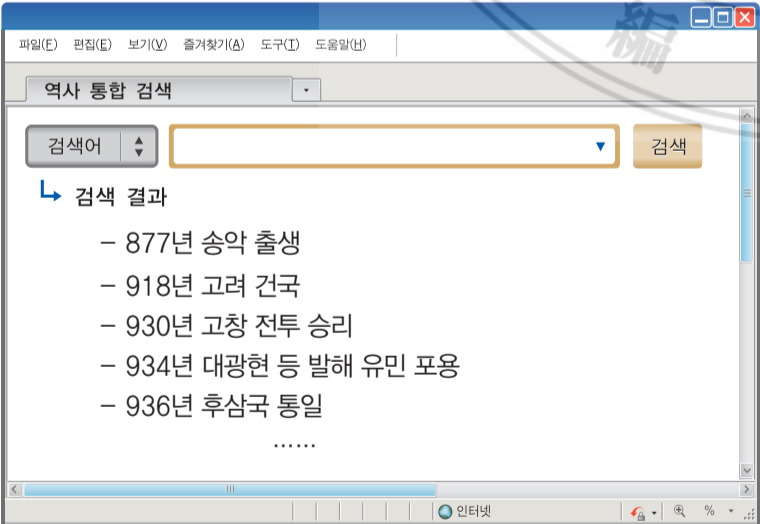 編
파일(F) 편집(E) 보기(V) 즐겨찾기(A) 도구(T) 도움말(H)
역사 통합 검색
검색어 검색
검색 결과
- 877년 송악 출생
- 918년 고려 건국
- 930년 고창 전투 승리
- 934년 대광현 등 발해 유민 포용
- 936년 후삼국 통일
……
인터넷 %